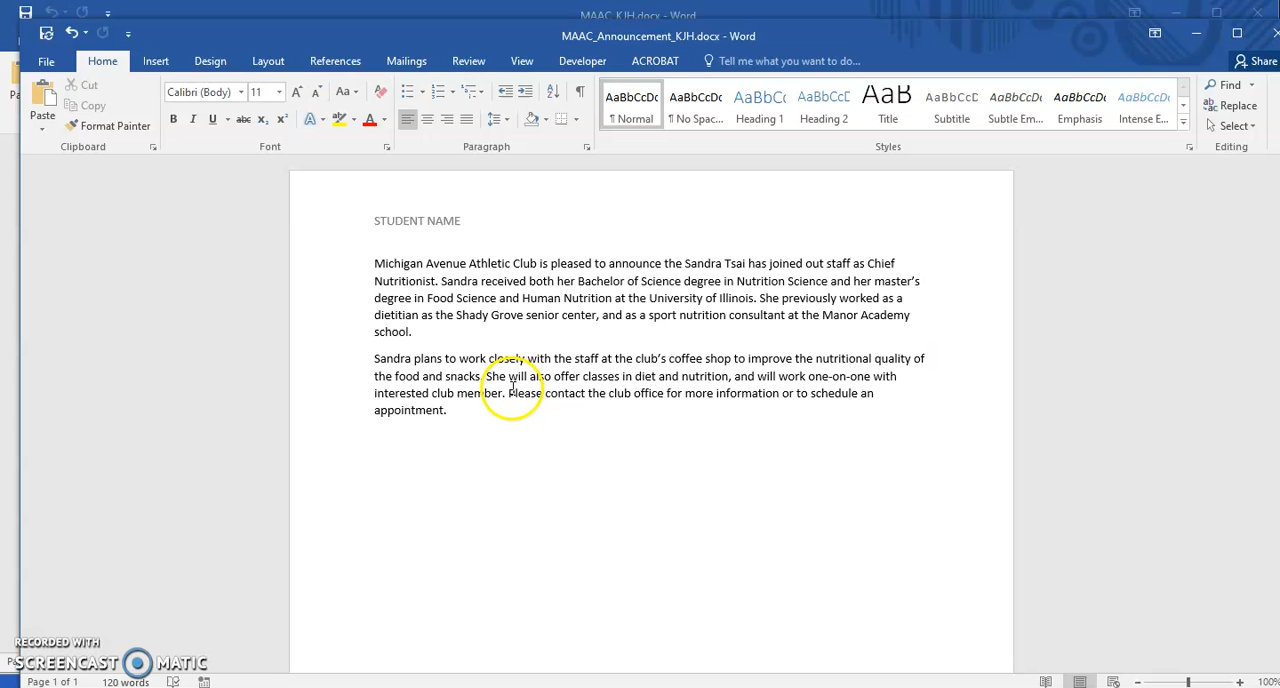 MAAC_KJH.docx - Word
MAAC_Announcement_KJH.docx - Word
File Home Insert Design Layout References Mailings Review View Developer ACROBAT Tell me what you want to do... Share
Paste
Cut
Copy
Format Painter
Clipboard
Calibri (Body) 11
Font
Paragraph
AaBbCcDc AaBbCcDc AaBbC AaBbCcD AaB AaBbCcD AaBbCcDc AaBbCcDc AaBbCcDc
¶ Normal ¶ No Spac... Heading 1 Heading 2 Title Subtitle Subtle Em... Emphasis Intense E...
Styles
Find
Replace
Select
Editing
STUDENT NAME
Michigan Avenue Athletic Club is pleased to announce the Sandra Tsai has joined out staff as Chief
Nutritionist. Sandra received both her Bachelor of Science degree in Nutrition Science and her master's
degree in Food Science and Human Nutrition at the University of Illinois. She previously worked as a
dietitian as the Shady Grove senior center, and as a sport nutrition consultant at the Manor Academy
school.
Sandra plans to work closely with the staff at the club's coffee shop to improve the nutritional quality of
the food and snacks. She will also offer classes in diet and nutrition, and will work one-on-one with
interested club member. Please contact the club office for more information or to schedule an
appointment.
RECORDED WITH
SCREENCAST MATIC
Page 1 of 1 120 words 100%